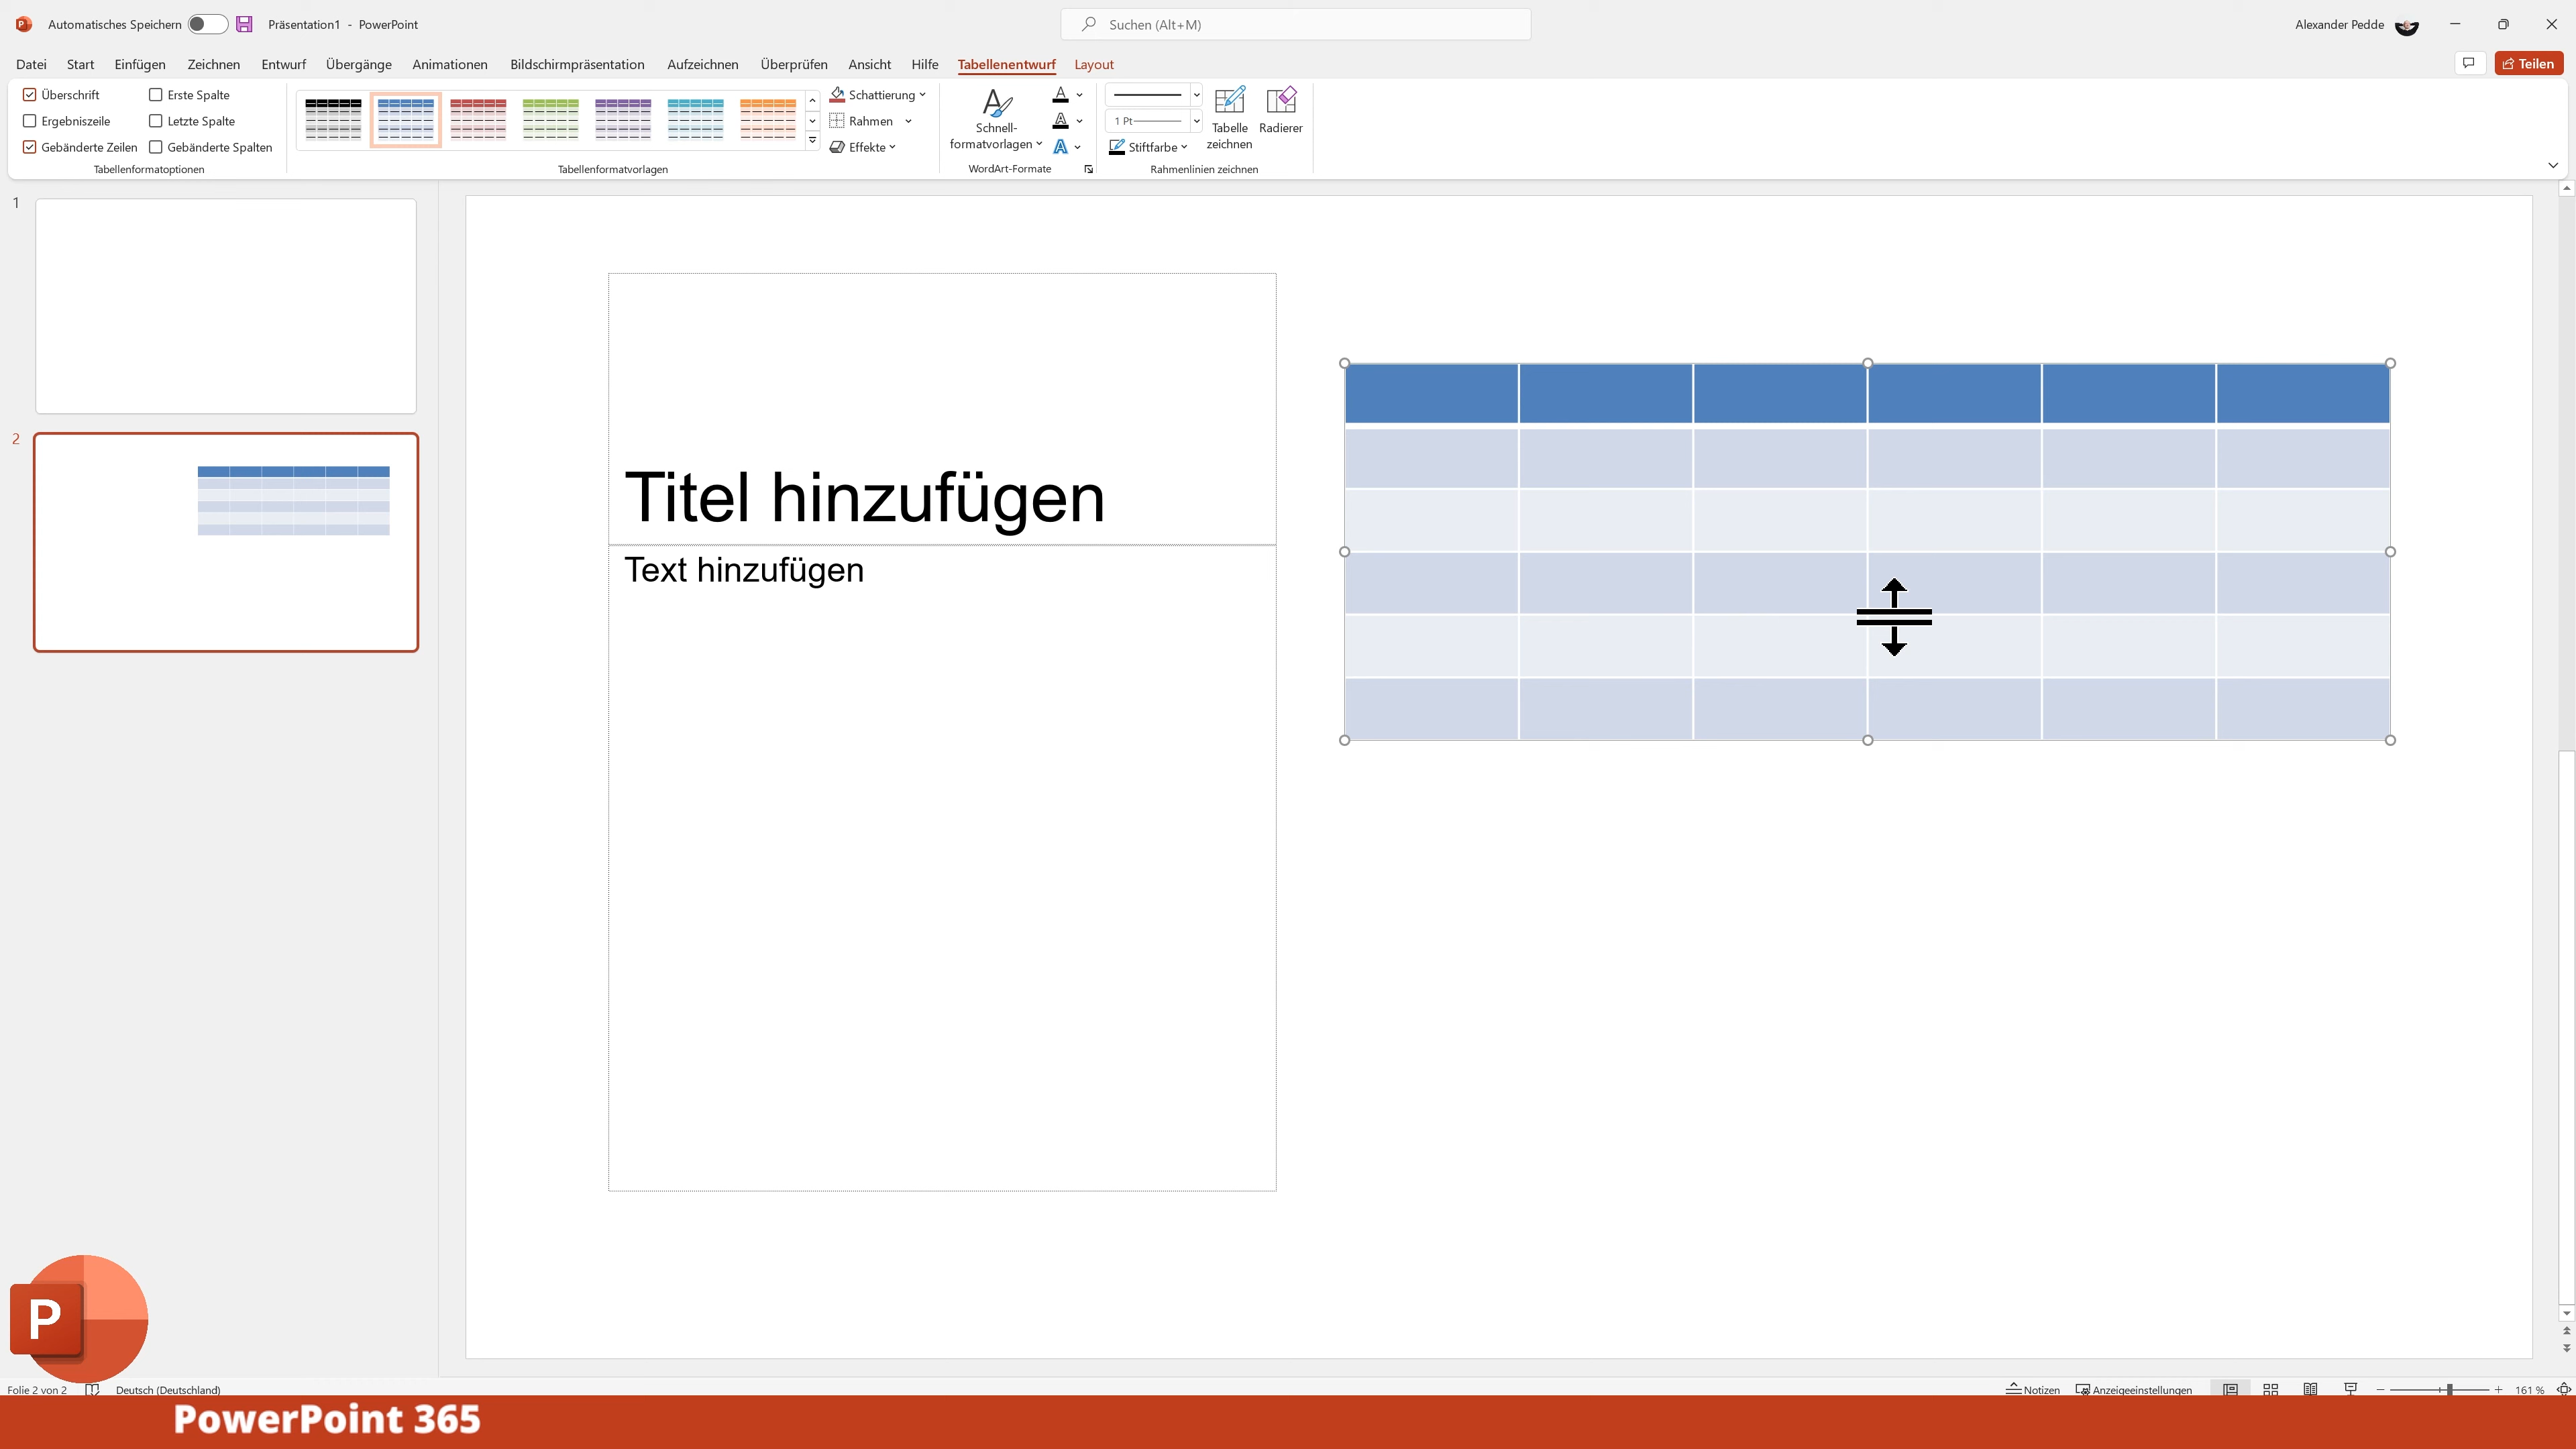 Automatisches Speichern Präsentation1 - PowerPoint Suchen (Alt+M) Alexander Pedde
Datei Start Einfügen Zeichnen Entwurf Übergänge Animationen Bildschirmpräsentation Aufzeichnen Überprüfen Ansicht Hilfe Tabellenentwurf Layout Teilen
Überschrift Erste Spalte Schattierung
Ergebniszeile Letzte Spalte Rahmen 1 Pt
Gebänderte Zeilen Gebänderte Spalten Effekte Stiftfarbe
Schnell-
formatvorlagen
Tabelle
zeichnen
Radierer
Tabellenformatoptionen Tabellenformatvorlagen WordArt-Formate Rahmenlinien zeichnen
1
2
Titel hinzufügen
Text hinzufügen
P
Folie 2 von 2 Deutsch (Deutschland) Notizen Anzeigeeinstellungen 161 %
PowerPoint 365